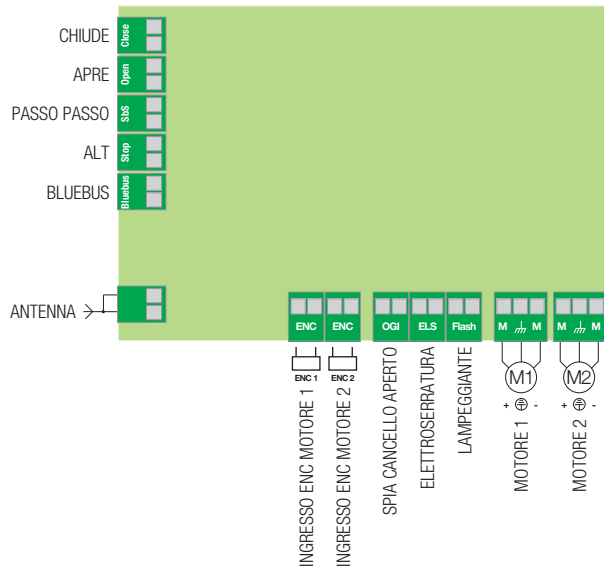 CHIUDE
Close
APRE
Open
PASSO PASSO
SbS
ALT
Stop
BLUEBUS
Bluebus
ANTENNA
ENC
ENC
OGI
ELS
Flash
M
M
M
M
ENC 1
ENC 2
M1
M2
+ -
+ -
INGRESSO ENC MOTORE 1
INGRESSO ENC MOTORE 2
SPIA CANCELLO APERTO
ELETTROSERRATURA
LAMPEGGIANTE
MOTORE 1
MOTORE 2